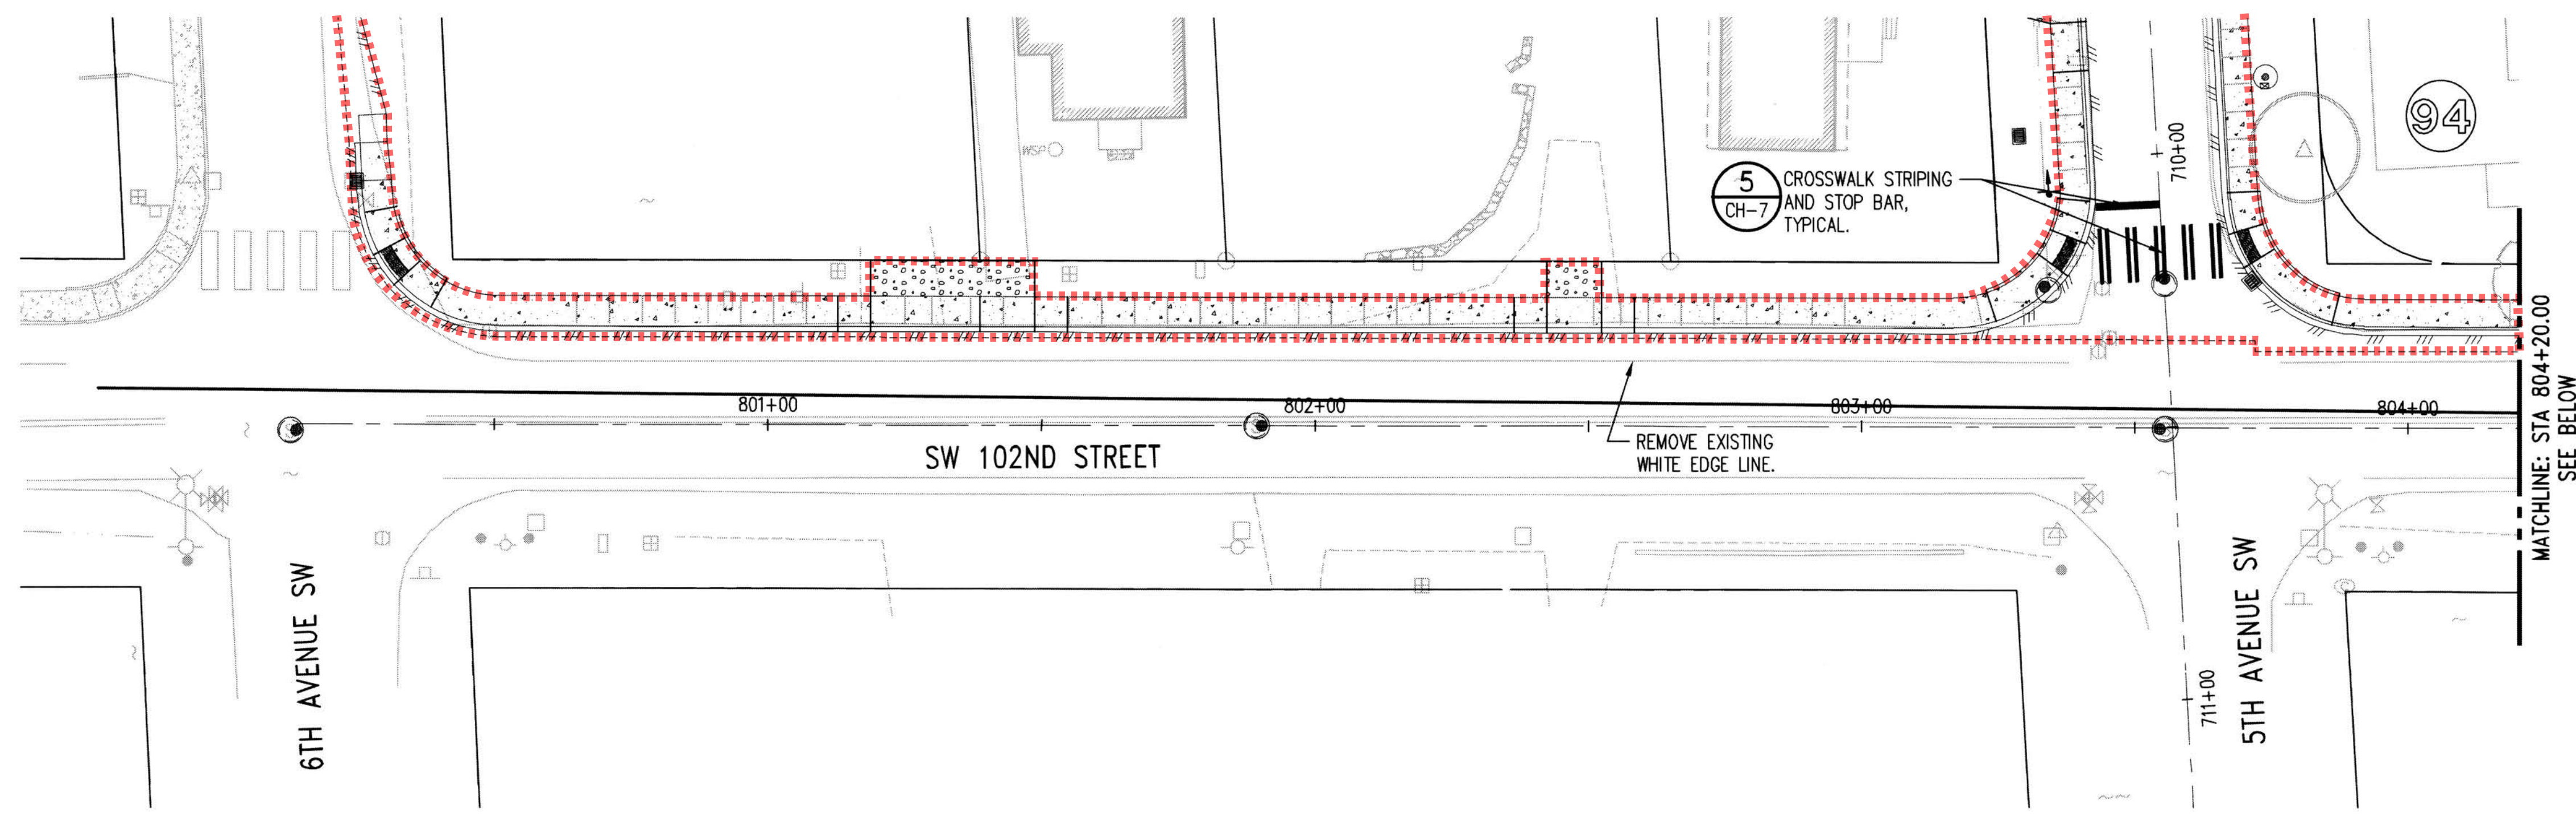 94
710+00
WSP
5
CH-7
CROSSWALK STRIPING
AND STOP BAR,
TYPICAL.
801+00
802+00
803+00
804+00
SW 102ND STREET
REMOVE EXISTING
WHITE EDGE LINE.
MATCHLINE: STA 804+20.00
SEE BELOW
6TH AVENUE SW
5TH AVENUE SW
711+00